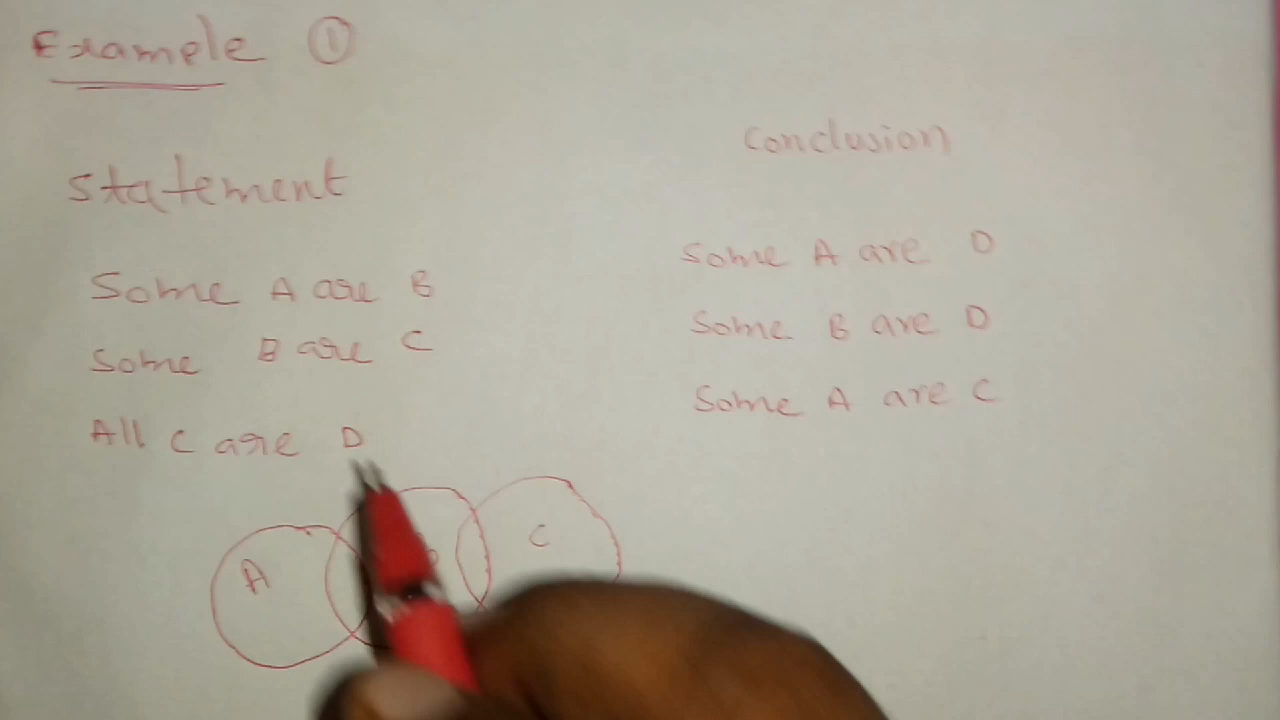 Example ①
Statement
Some A are B
Some B are C
All C are D
Conclusion
Some A are D
Some B are D
Some A are C
A
C